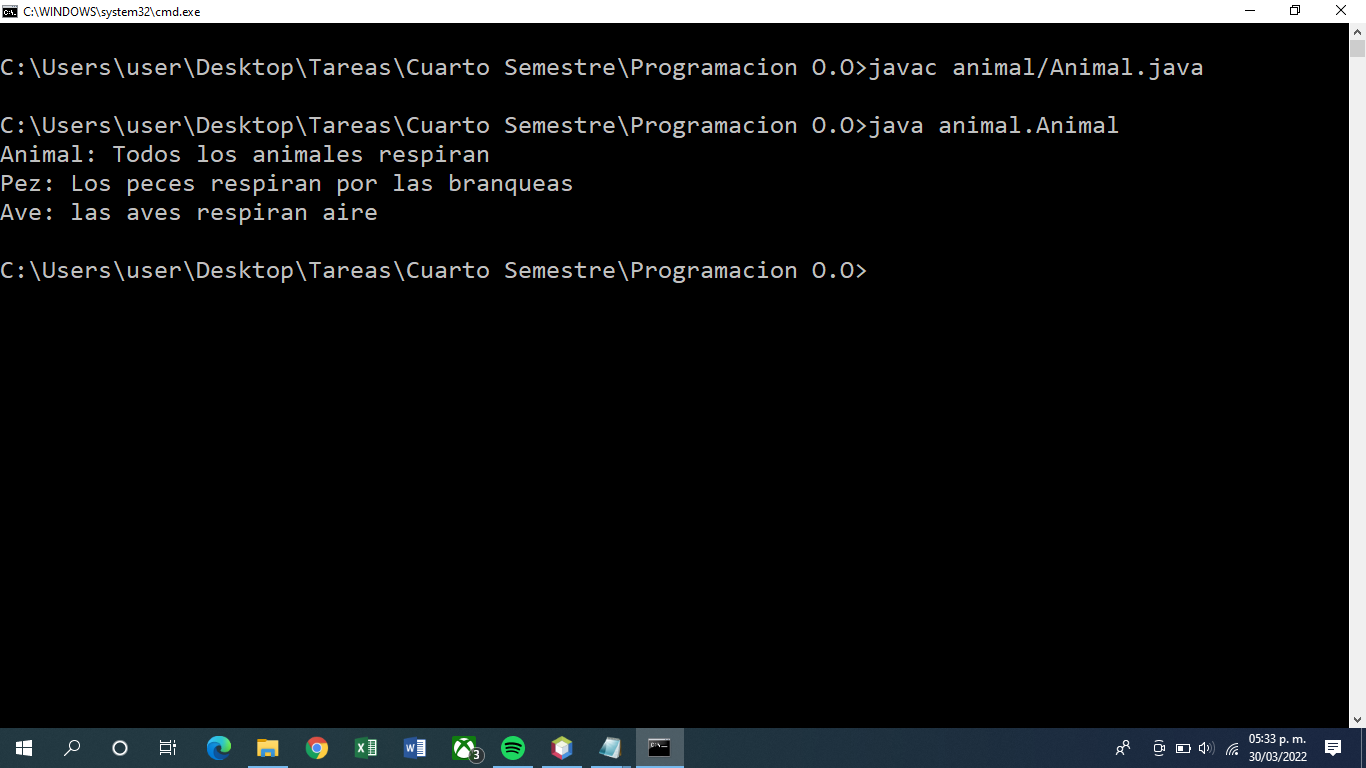 C:\WINDOWS\system32\cmd.exe
C:\Users\user\Desktop\Tareas\Cuarto Semestre\Programacion O.O>javac animal/Animal.java
C:\Users\user\Desktop\Tareas\Cuarto Semestre\Programacion O.O>java animal.Animal
Animal: Todos los animales respiran
Pez: Los peces respiran por las branqueas
Ave: las aves respiran aire
C:\Users\user\Desktop\Tareas\Cuarto Semestre\Programacion O.O>
3
05:33 p. m.
30/03/2022